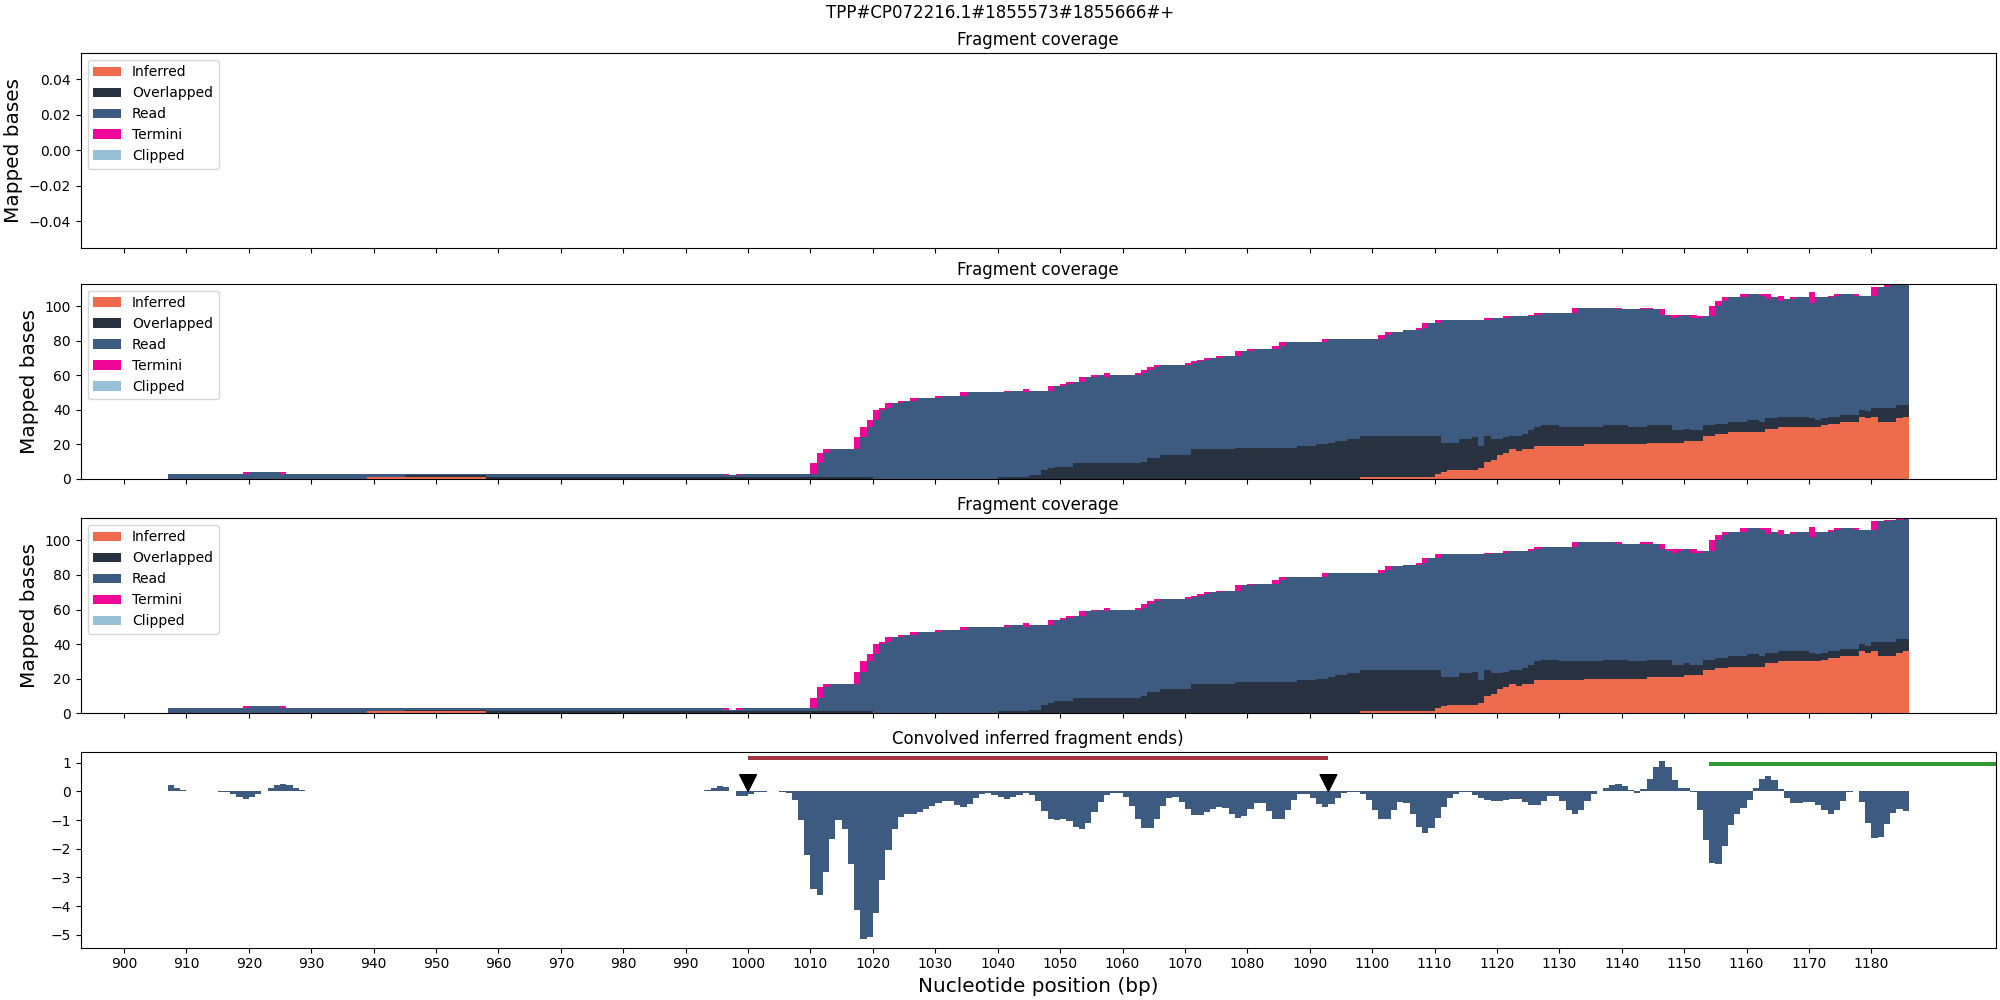 TPP#CP072216.1#1855573#1855666#+
Fragment coverage
Mapped bases
0.04
0.02
0.00
−0.02
−0.04
Inferred
Overlapped
Read
Termini
Clipped
Fragment coverage
Mapped bases
100
80
60
40
20
0
Inferred
Overlapped
Read
Termini
Clipped
Fragment coverage
Mapped bases
100
80
60
40
20
0
Inferred
Overlapped
Read
Termini
Clipped
Convolved inferred fragment ends)
1
0
−1
−2
−3
−4
−5
900 910 920 930 940 950 960 970 980 990 1000 1010 1020 1030 1040 1050 1060 1070 1080 1090 1100 1110 1120 1130 1140 1150 1160 1170 1180
Nucleotide position (bp)